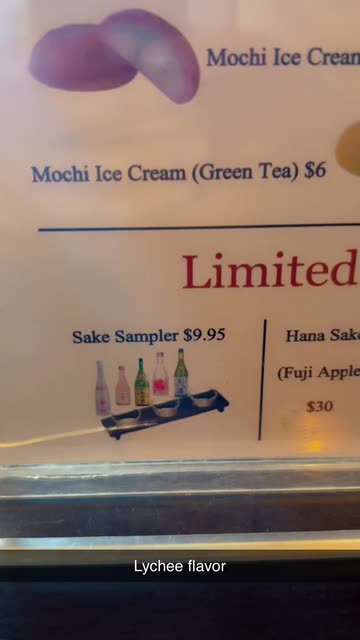 Mochi Ice Cream
Mochi Ice Cream (Green Tea) $6
Limited
Sake Sampler $9.95
Hana Sake
(Fuji Apple
$30
Lychee flavor